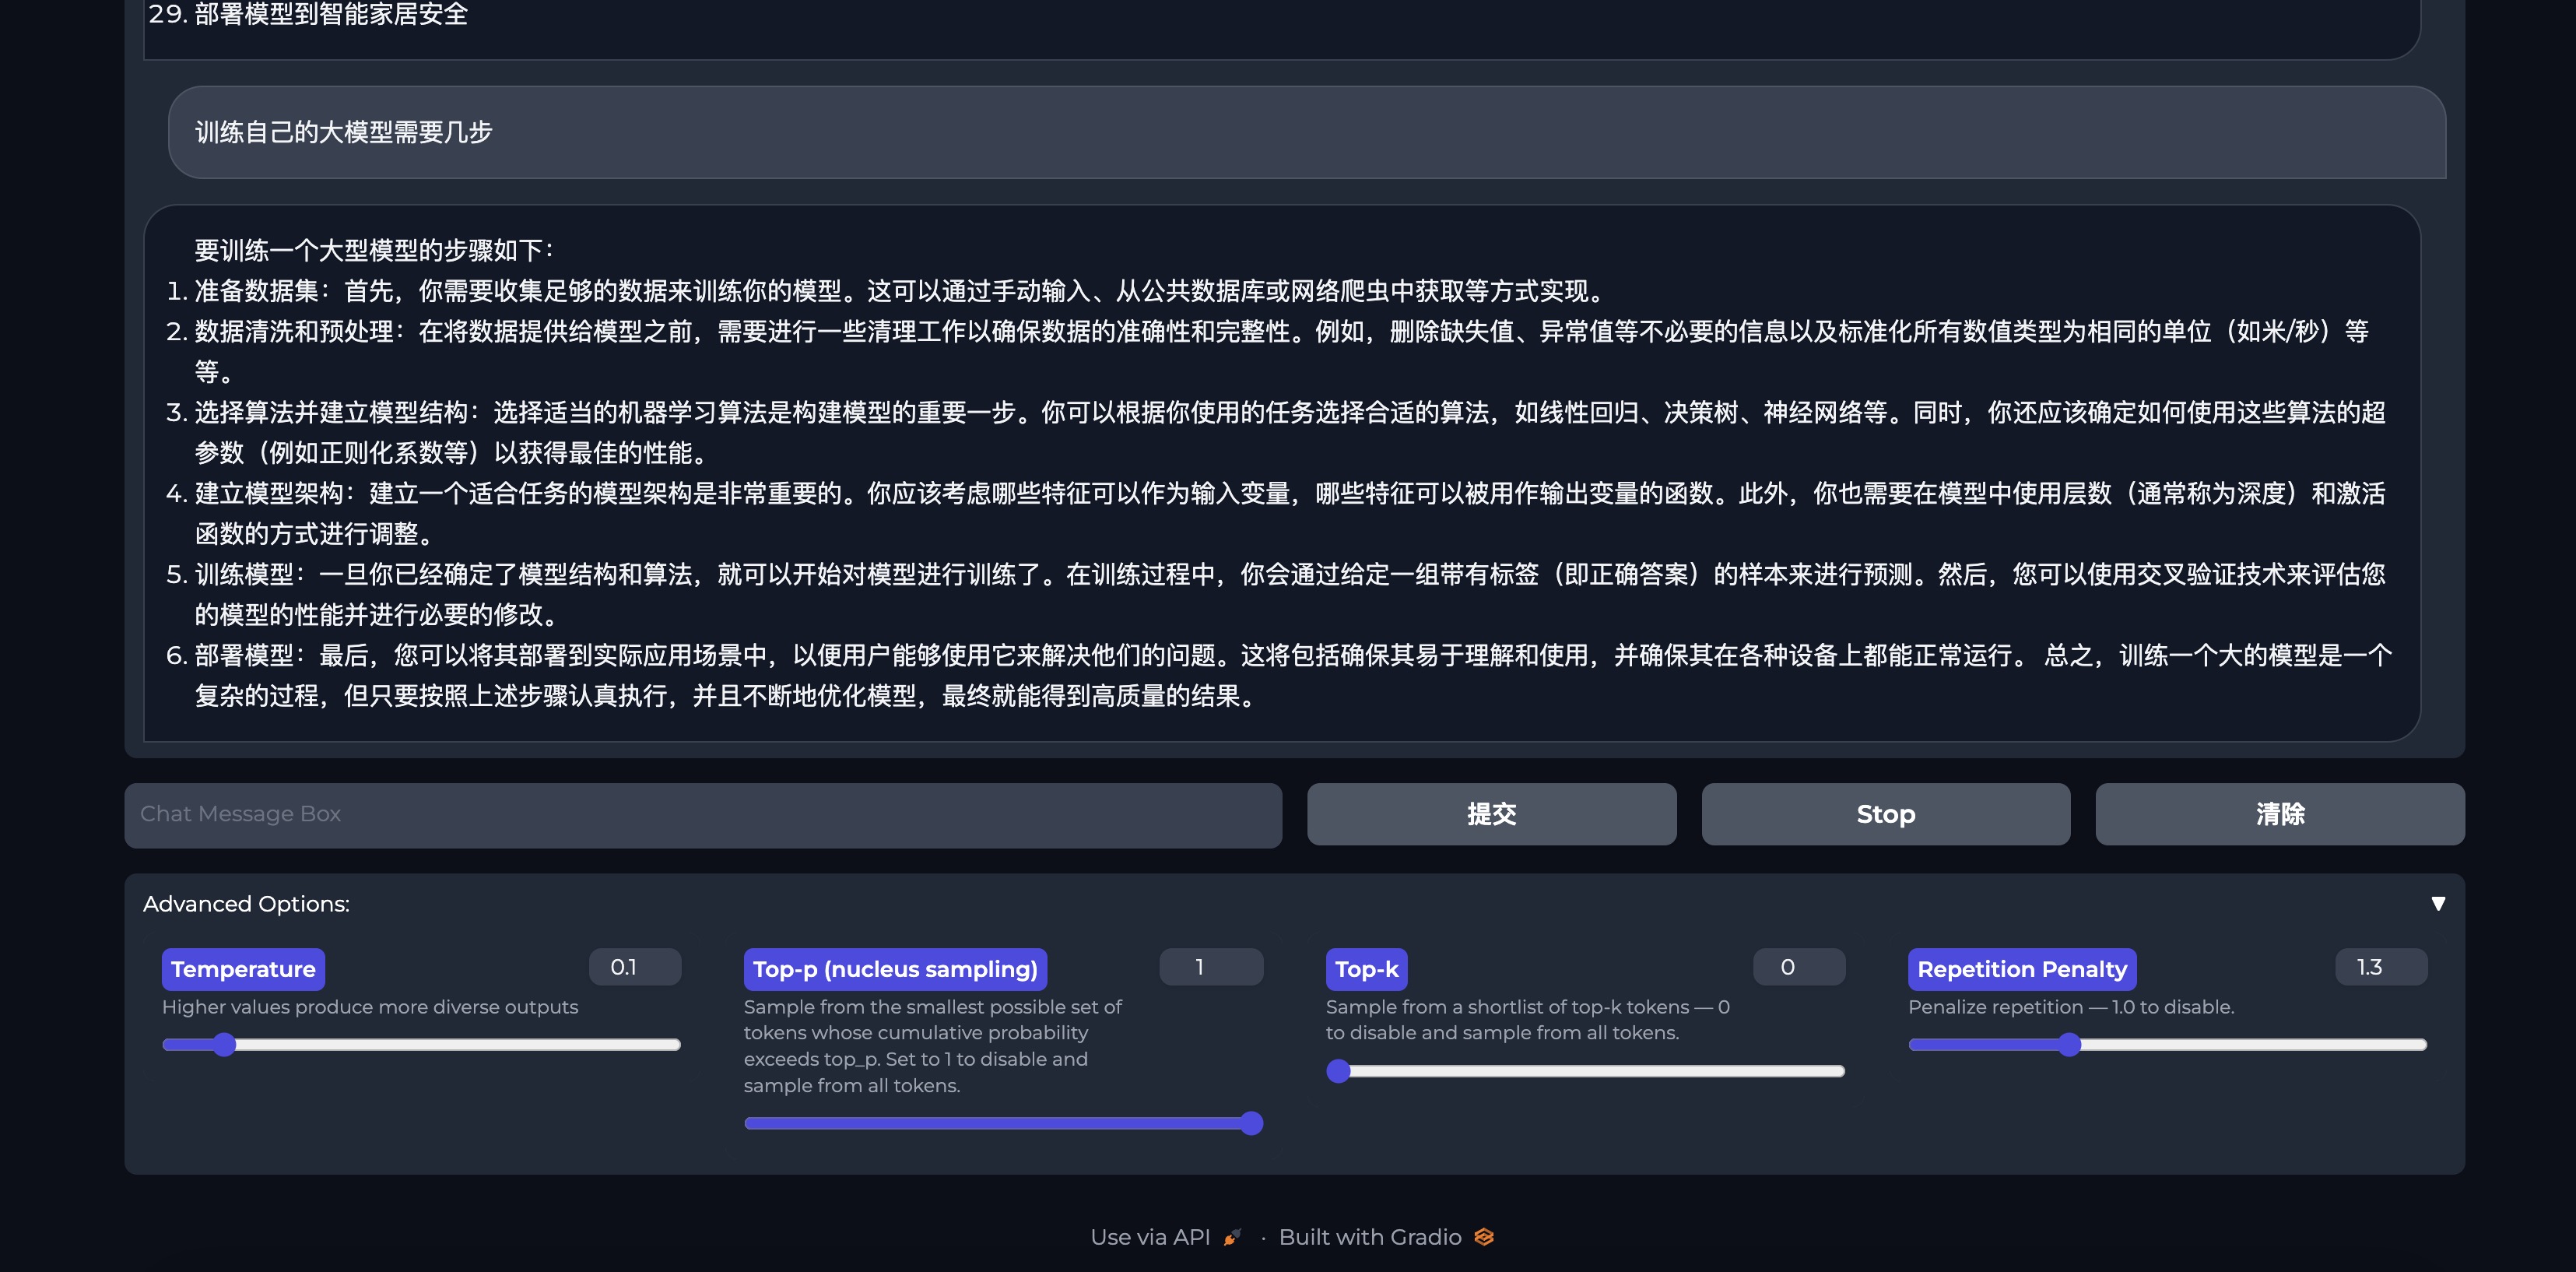 29. 部署模型到智能家居安全
训练自己的大模型需要几步
要训练一个大型模型的步骤如下：
1. 准备数据集：首先，你需要收集足够的数据来训练你的模型。这可以通过手动输入、从公共数据库或网络爬虫中获取等方式实现。
2. 数据清洗和预处理：在将数据提供给模型之前，需要进行一些清理工作以确保数据的准确性和完整性。例如，删除缺失值、异常值等不必要的信息以及标准化所有数值类型为相同的单位（如米/秒）等
等。
3. 选择算法并建立模型结构：选择适当的机器学习算法是构建模型的重要一步。你可以根据你使用的任务选择合适的算法，如线性回归、决策树、神经网络等。同时，你还应该确定如何使用这些算法的超
参数（例如正则化系数等）以获得最佳的性能。
4. 建立模型架构：建立一个适合任务的模型架构是非常重要的。你应该考虑哪些特征可以作为输入变量，哪些特征可以被用作输出变量的函数。此外，你也需要在模型中使用层数（通常称为深度）和激活
函数的方式进行调整。
5. 训练模型：一旦你已经确定了模型结构和算法，就可以开始对模型进行训练了。在训练过程中，你会通过给定一组带有标签（即正确答案）的样本来进行预测。然后，您可以使用交叉验证技术来评估您
的模型的性能并进行必要的修改。
6. 部署模型：最后，您可以将其部署到实际应用场景中，以便用户能够使用它来解决他们的问题。这将包括确保其易于理解和使用，并确保其在各种设备上都能正常运行。 总之，训练一个大的模型是一个
复杂的过程，但只要按照上述步骤认真执行，并且不断地优化模型，最终就能得到高质量的结果。
Chat Message Box
提交
Stop
清除
Advanced Options:
▼
Temperature
0.1
Higher values produce more diverse outputs
Top-p (nucleus sampling)
1
Sample from the smallest possible set of
tokens whose cumulative probability
exceeds top_p. Set to 1 to disable and
sample from all tokens.
Top-k
0
Sample from a shortlist of top-k tokens — 0
to disable and sample from all tokens.
Repetition Penalty
1.3
Penalize repetition — 1.0 to disable.
Use via API · Built with Gradio